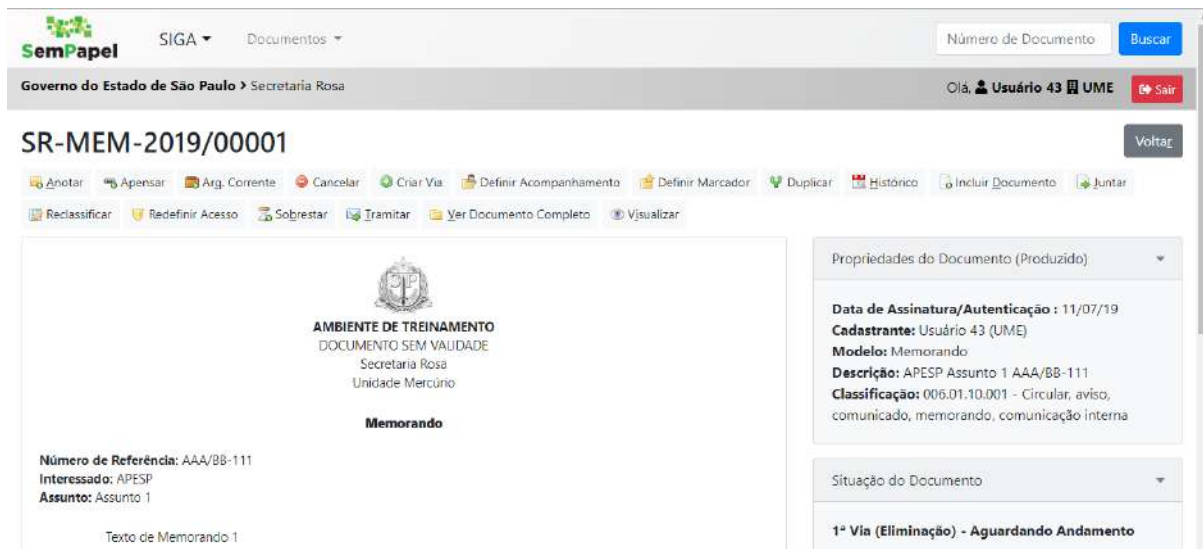 SemPapel SIGA Documentos Número de Documento Buscar
Governo do Estado de São Paulo > Secretaria Rosa Olá, Usuário 43 UME Sair
SR-MEM-2019/00001 Voltar
Anotar Apensar Arq. Corrente Cancelar Criar Via Definir Acompanhamento Definir Marcador Duplicar Histórico Incluir Documento Juntar
Reclassificar Redefinir Acesso Sobrestar Tramitar Ver Documento Completo Visualizar
AMBIENTE DE TREINAMENTO
DOCUMENTO SEM VALIDADE
Secretaria Rosa
Unidade Mercúrio
Memorando
Número de Referência: AAA/BB-111
Interessado: APESP
Assunto: Assunto 1
Texto de Memorando 1
Propriedades do Documento (Produzido)
Data de Assinatura/Autenticação : 11/07/19
Cadastrante: Usuário 43 (UME)
Modelo: Memorando
Descrição: APESP Assunto 1 AAA/BB-111
Classificação: 006.01.10.001 - Circular, aviso,
comunicado, memorando, comunicação interna
Situação do Documento
1ª Via (Eliminação) - Aguardando Andamento